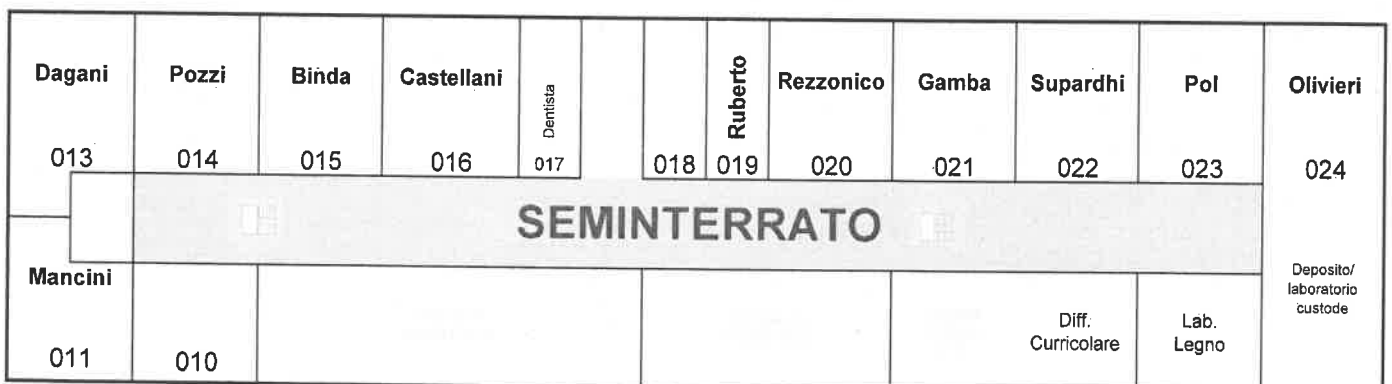 Dagani
Pozzi
Binda
Castellani
Dentista
Ruberto
Rezzonico
Gamba
Supardhi
Pol
Olivieri
013
014
015
016
017
018
019
020
021
022
023
024
SEMINTERRATO
Mancini
Deposito/
laboratorio
custode
Diff.
Curricolare
Lab.
Legno
011
010